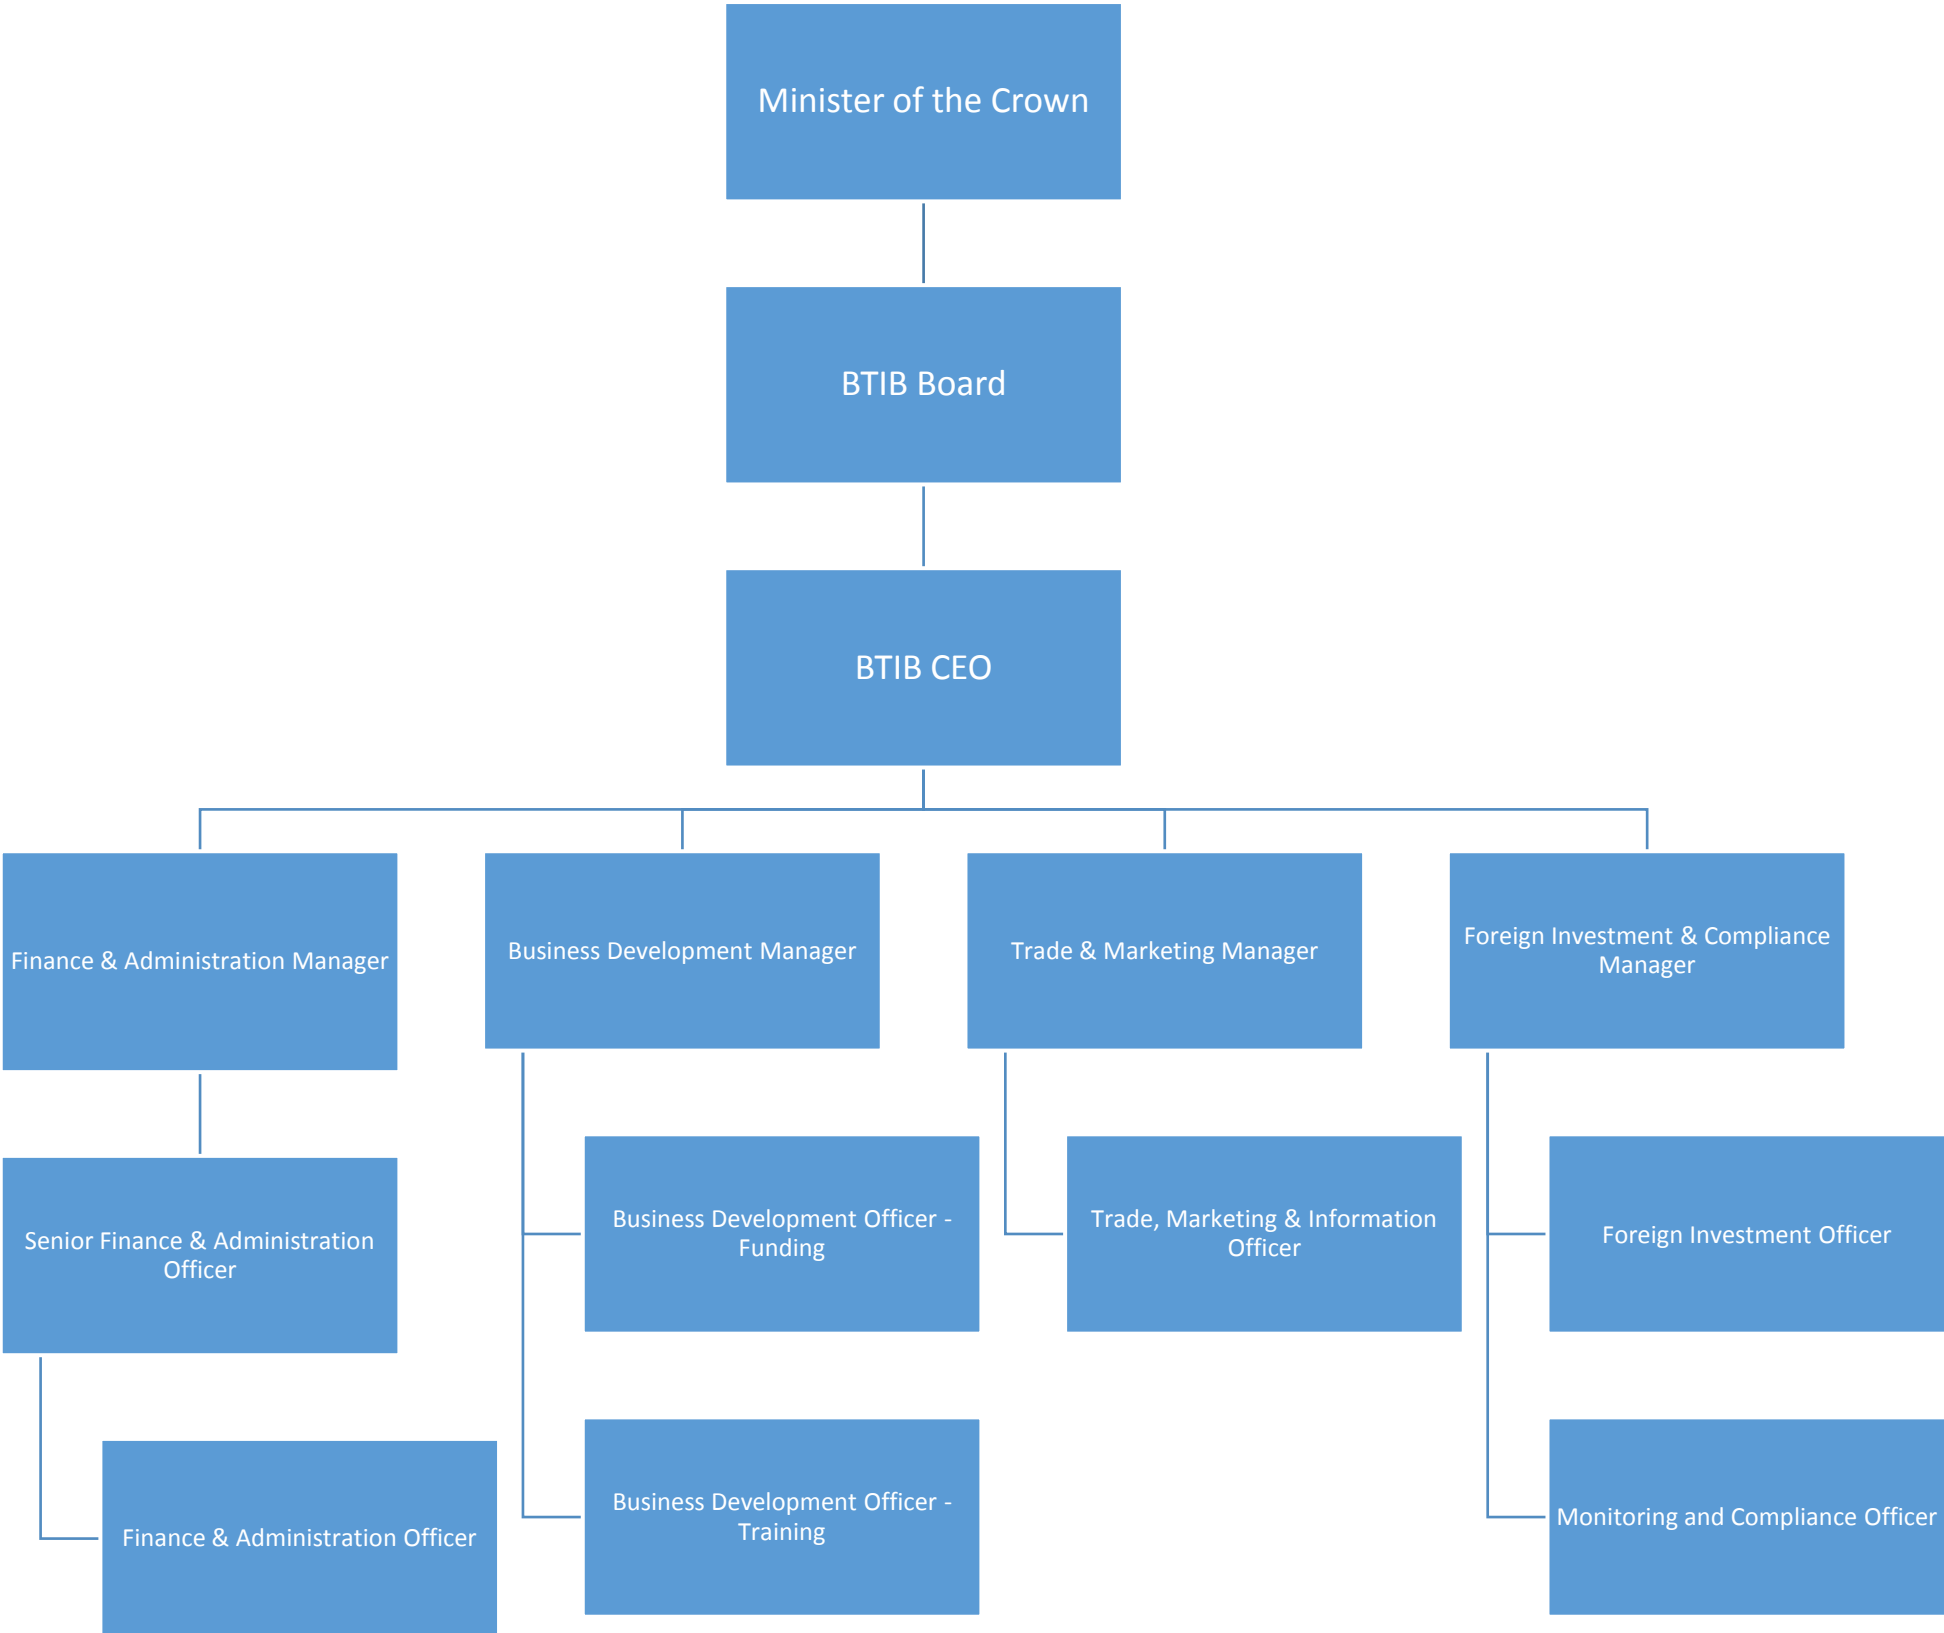 Minister of the Crown
BTIB Board
BTIB CEO
Finance & Administration Manager
Business Development Manager
Trade & Marketing Manager
Foreign Investment & Compliance
Manager
Senior Finance & Administration
Officer
Business Development Officer -
Funding
Trade, Marketing & Information
Officer
Foreign Investment Officer
Finance & Administration Officer
Business Development Officer -
Training
Monitoring and Compliance Officer